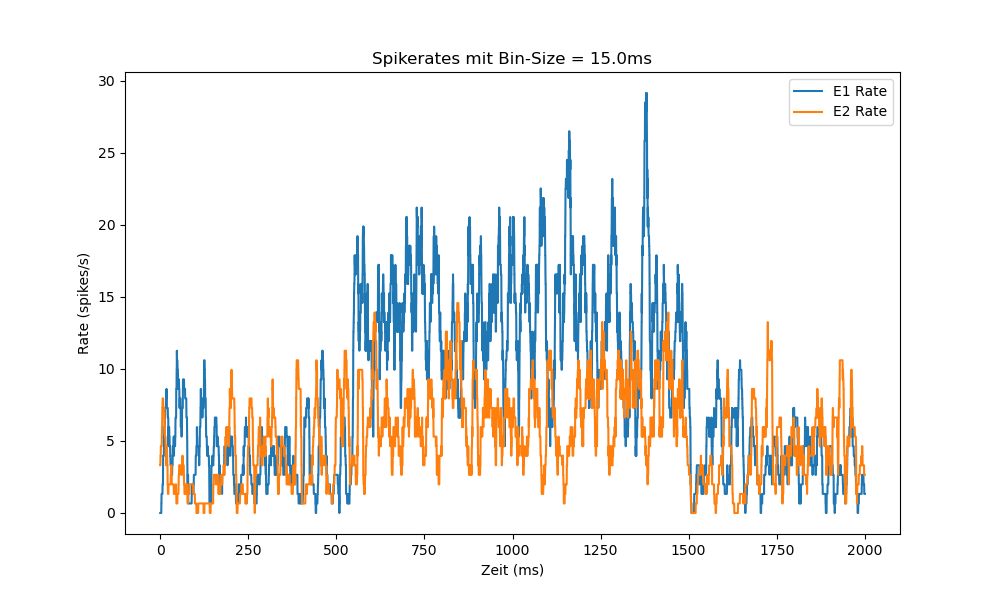 Spikerates mit Bin-Size = 15.0ms
E1 Rate
E2 Rate
30
25
20
15
10
5
0
Rate (spikes/s)
0 250 500 750 1000 1250 1500 1750 2000
Zeit (ms)